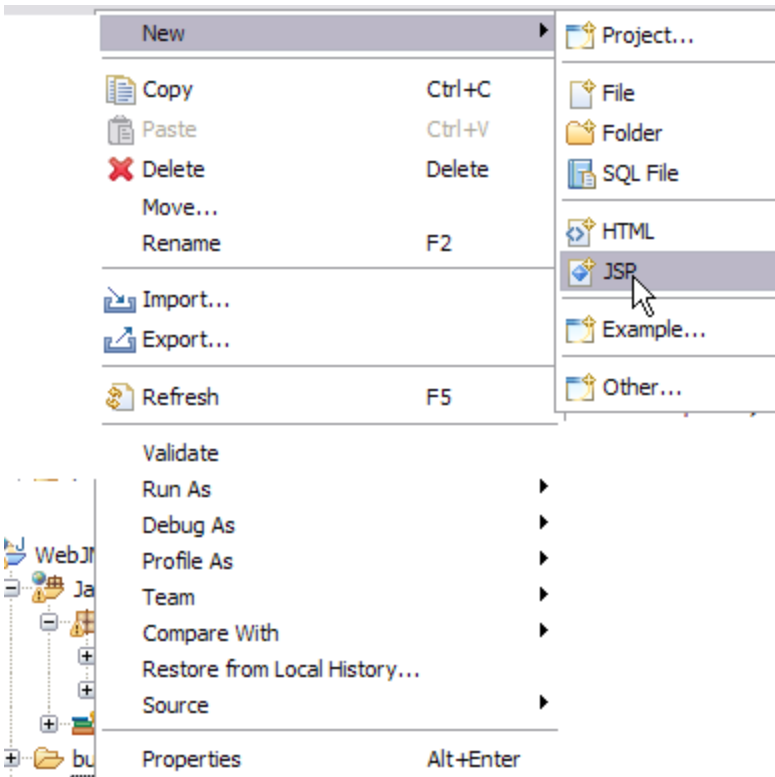 New
Copy Ctrl+C
Paste Ctrl+V
Delete Delete
Move...
Rename F2
Import...
Export...
Refresh F5
Validate
Run As
Debug As
Profile As
Team
Compare With
Restore from Local History...
Source
Properties Alt+Enter
Project...
File
Folder
SQL File
HTML
JSP
Example...
Other...
WebJ
Ja
bu